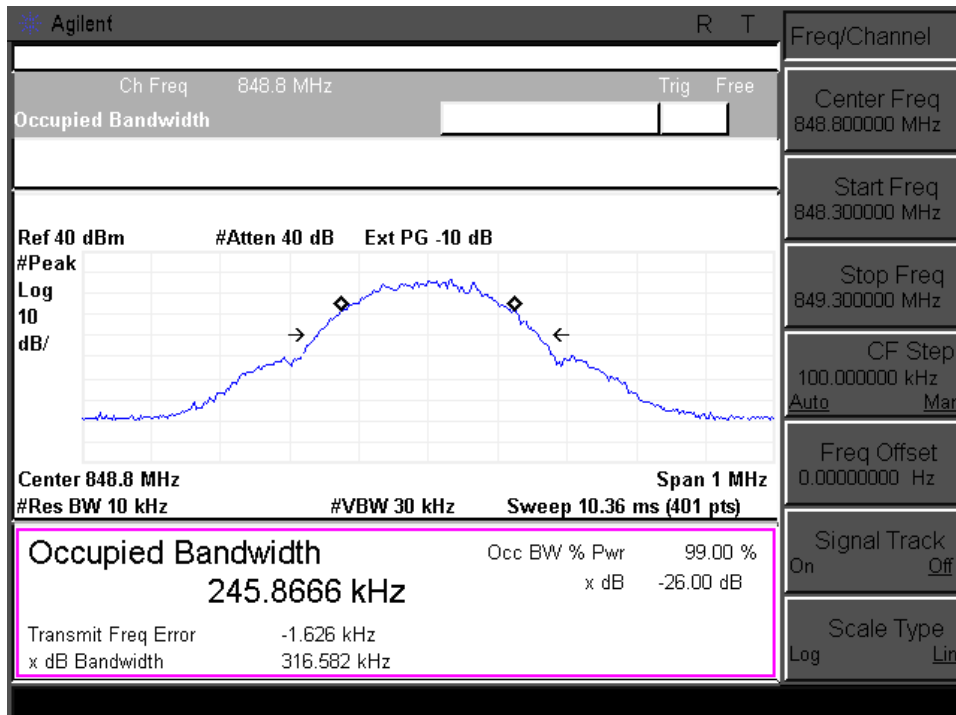 Agilent R T
Freq/Channel
Ch Freq 848.8 MHz Trig Free
Occupied Bandwidth
Center Freq
848.800000 MHz
Start Freq
848.300000 MHz
Ref 40 dBm #Atten 40 dB Ext PG -10 dB
#Peak
Log
10
dB/
Stop Freq
849.300000 MHz
CF Step
100.000000 kHz
Auto Man
Center 848.8 MHz Span 1 MHz
#Res BW 10 kHz #VBW 30 kHz Sweep 10.36 ms (401 pts)
Freq Offset
0.00000000 Hz
Occupied Bandwidth
245.8666 kHz
Occ BW % Pwr 99.00 %
x dB -26.00 dB
Transmit Freq Error -1.626 kHz
x dB Bandwidth 316.582 kHz
Signal Track
On Off
Scale Type
Log Lin